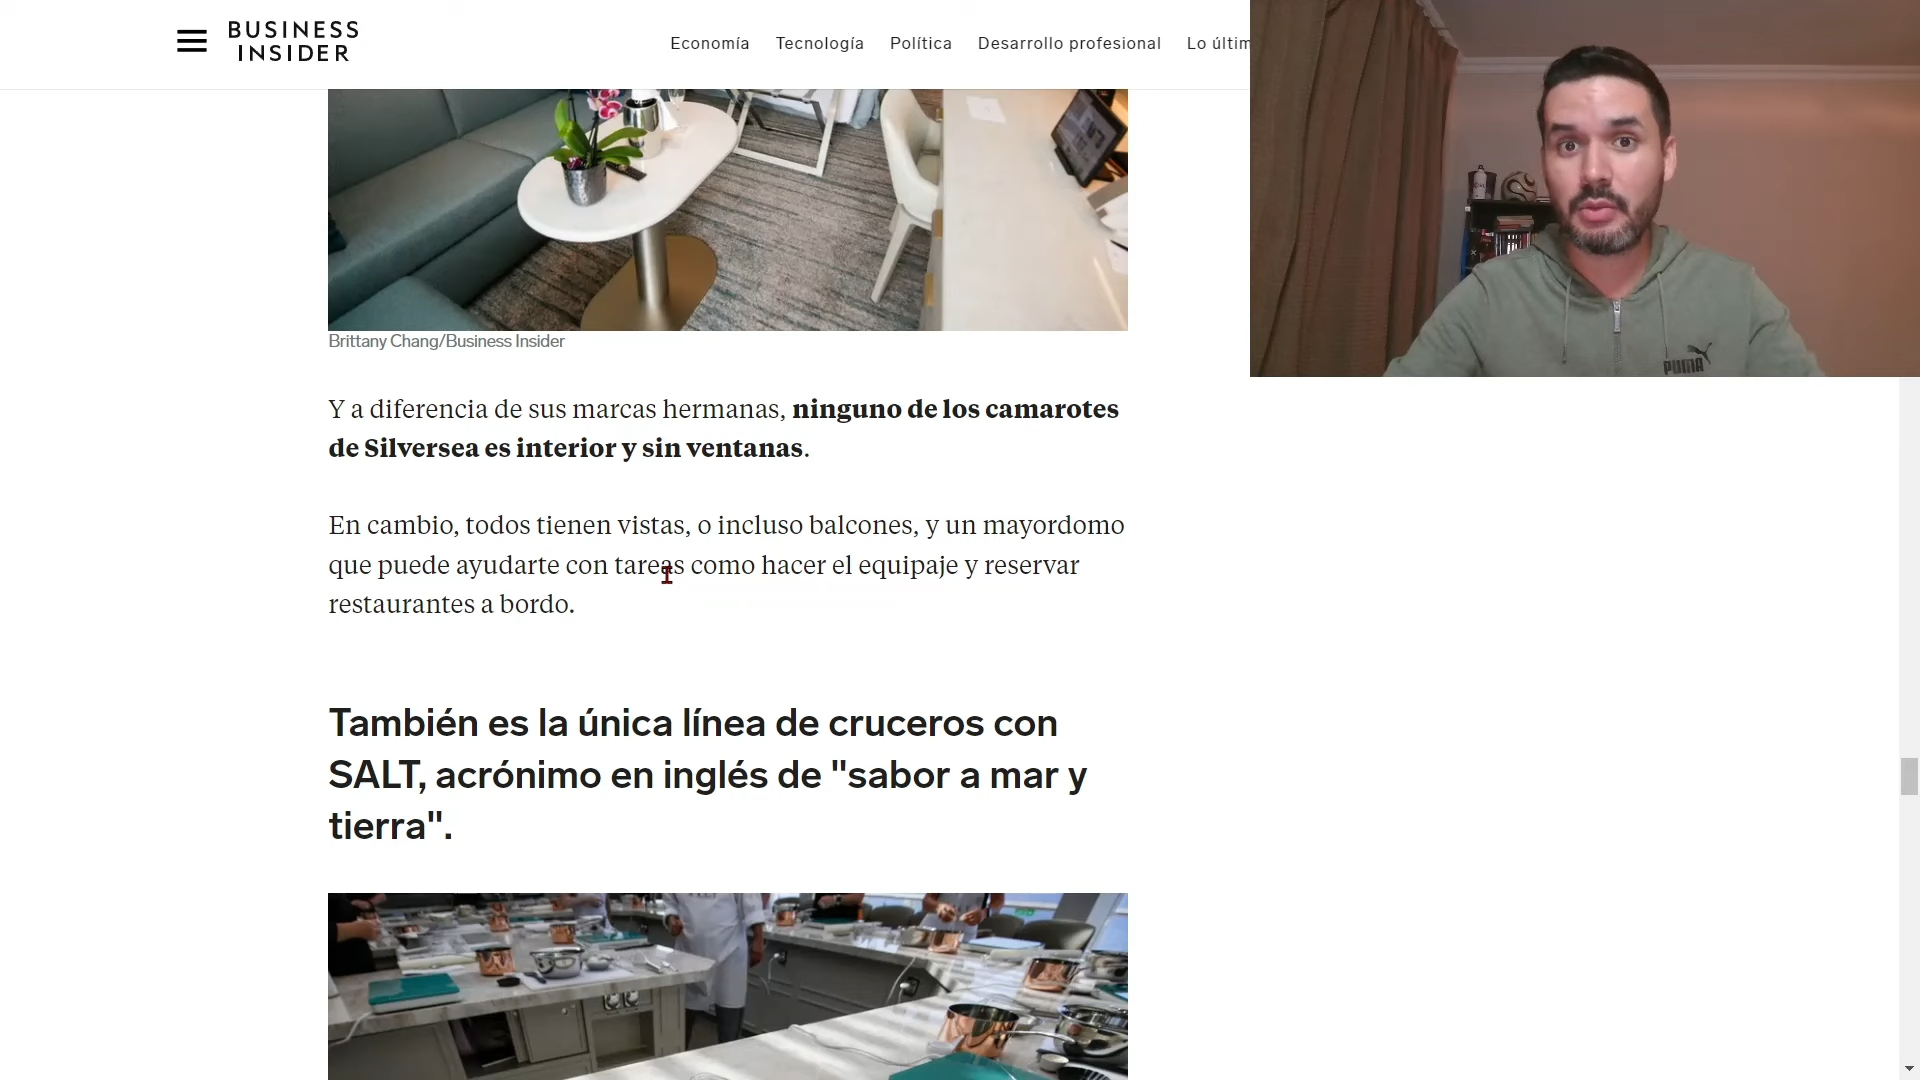 BUSINESS
INSIDER
Economía Tecnología Política Desarrollo profesional Lo últim
Brittany Chang/Business Insider
Y a diferencia de sus marcas hermanas, ninguno de los camarotes
de Silversea es interior y sin ventanas.
En cambio, todos tienen vistas, o incluso balcones, y un mayordomo
que puede ayudarte con tareas como hacer el equipaje y reservar
restaurantes a bordo.
También es la única línea de cruceros con
SALT, acrónimo en inglés de "sabor a mar y
tierra".
PUMA